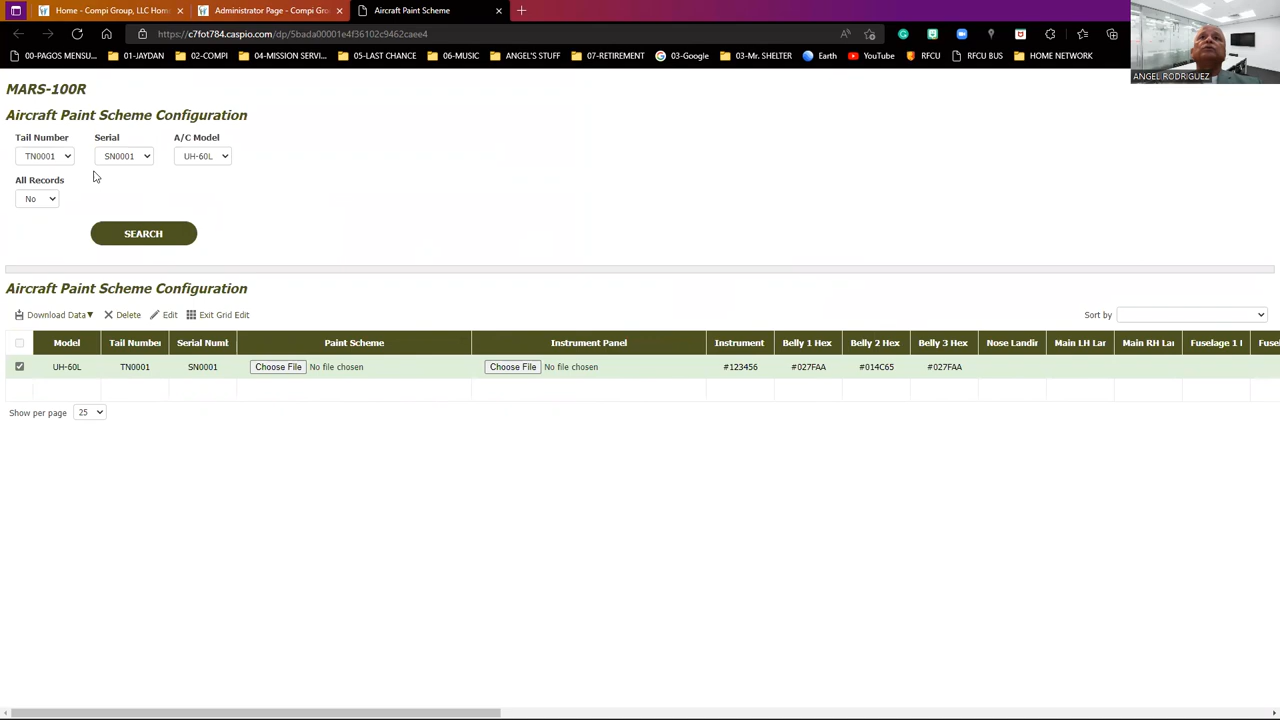 Home - Compi Group, LLC Hom
Administrator Page - Compi Gro
Aircraft Paint Scheme
https://c7fot784.caspio.com/dp/5bada00001e4f36102c9462caee4
00-PAGOS MENSU...
01-JAYDAN
02-COMPI
04-MISSION SERVI...
05-LAST CHANCE
06-MUSIC
ANGEL'S STUFF
07-RETIREMENT
03-Google
03-Mr. SHELTER
Earth
YouTube
RFCU
RFCU BUS
HOME NETWORK
ANGEL RODRIGUEZ
MARS-100R
Aircraft Paint Scheme Configuration
Tail Number Serial A/C Model
TN0001 SN0001 UH-60L
All Records
No
SEARCH
Aircraft Paint Scheme Configuration
Download Data▼ Delete Edit Exit Grid Edit Sort by
Model Tail Number Serial Numb Paint Scheme Instrument Panel Instrument Belly 1 Hex Belly 2 Hex Belly 3 Hex Nose Landin Main LH Lar Main RH Lar Fuselage 1 Fusel
UH-60L TN0001 SN0001 Choose File No file chosen Choose File No file chosen #123456 #027FAA #014C65 #027FAA
Show per page 25